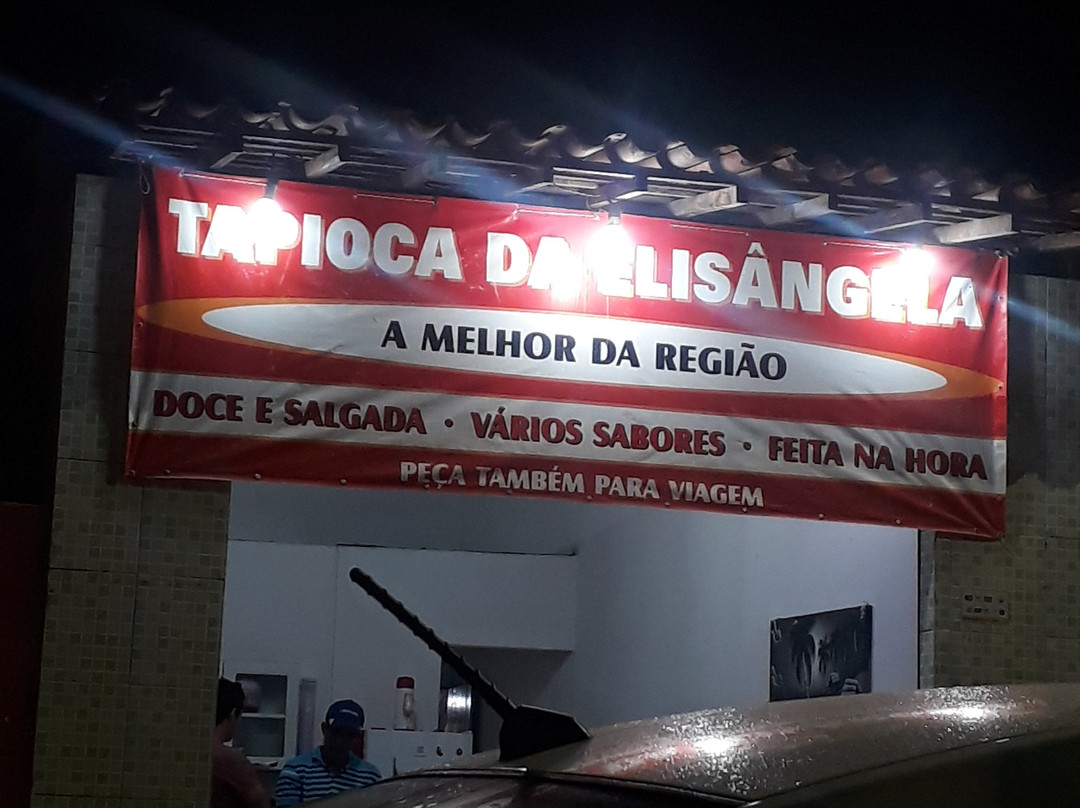 TAPIOCA DA ELISÂNGELA
A MELHOR DA REGIÃO
DOCE E SALGADA · VÁRIOS SABORES · FEITA NA HORA
PEÇA TAMBÉM PARA VIAGEM